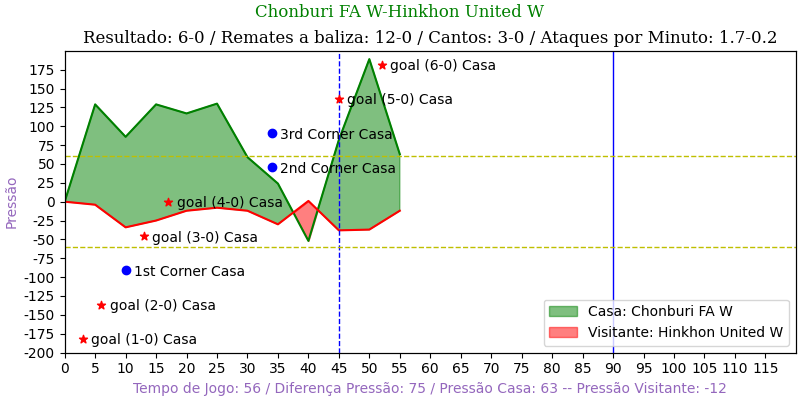 Chonburi FA W-Hinkhon United W
Resultado: 6-0 / Remates a baliza: 12-0 / Cantos: 3-0 / Ataques por Minuto: 1.7-0.2
175
150
125
100
75
50
25
0
-25
-50
-75
-100
-125
-150
-175
-200
Pressão
goal (6-0) Casa
goal (5-0) Casa
3rd Corner Casa
2nd Corner Casa
goal (4-0) Casa
goal (3-0) Casa
1st Corner Casa
goal (2-0) Casa
goal (1-0) Casa
Casa: Chonburi FA W
Visitante: Hinkhon United W
0 5 10 15 20 25 30 35 40 45 50 55 60 65 70 75 80 85 90 95 100 105 110 115
Tempo de Jogo: 56 / Diferença Pressão: 75 / Pressão Casa: 63 -- Pressão Visitante: -12